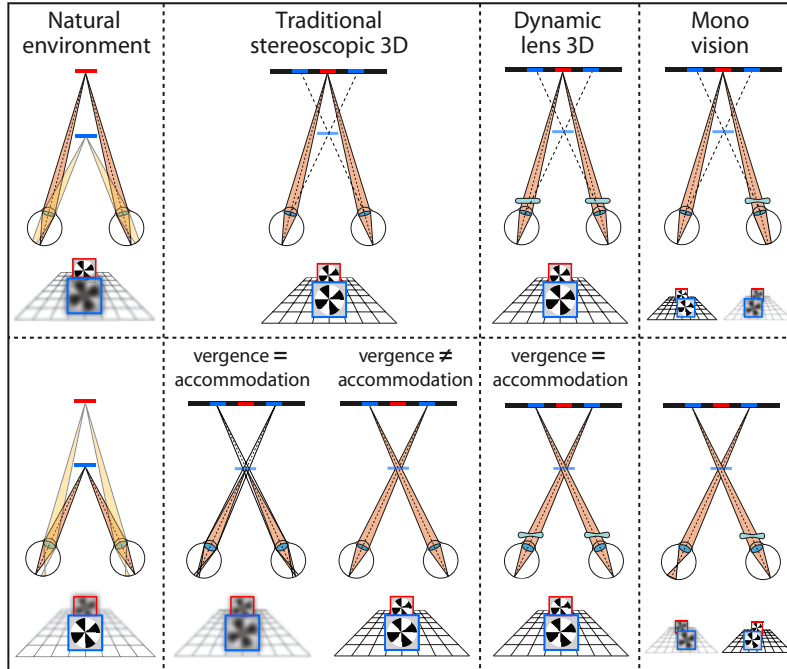 Natural
environment
Traditional
stereoscopic 3D
Dynamic
lens 3D
Mono
vision
vergence =
accommodation
vergence ≠
accommodation
vergence =
accommodation